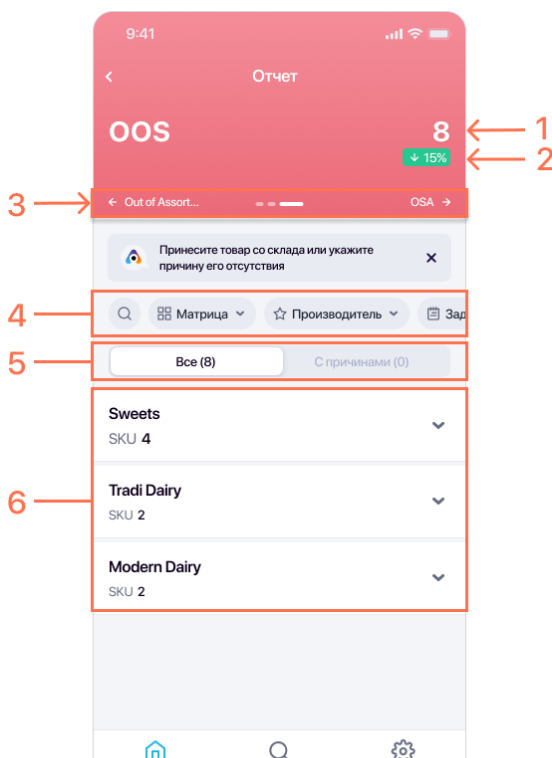 9:41
Отчет
OOS 8 1
15% 2
3 Out of Assort... OSA
Принесите товар со склада или укажите
причину его отсутствия
4 Матрица Производитель Зад
5 Все (8) С причинами (0)
Sweets
SKU 4
6 Tradi Dairy
SKU 2
Modern Dairy
SKU 2